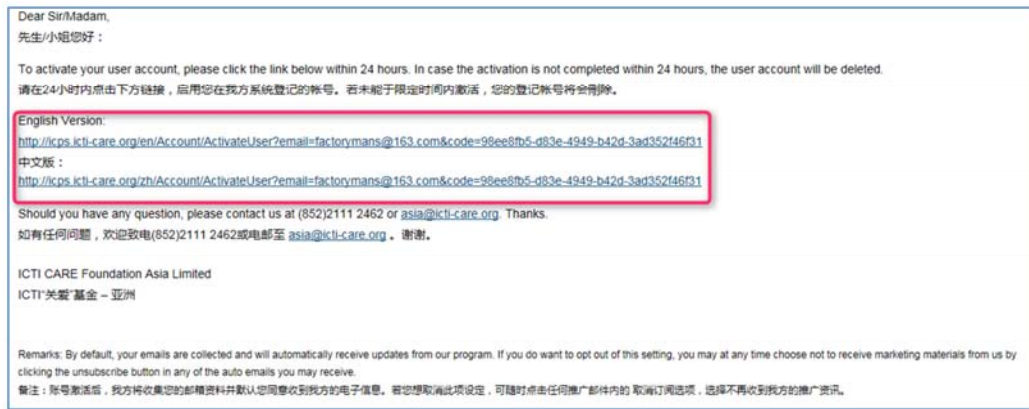 Dear Sir/Madam,
先生/小姐您好：
To activate your user account, please click the link below within 24 hours. In case the activation is not completed within 24 hours, the user account will be deleted.
请在24小时内点击下方链接，启用您在我方系统登记的帐号。若未能于限定时间内激活，您的登记帐号将会删除。
English Version:
http://icps.icti-care.org/en/Account/ActivateUser?email=factorymans@163.com&code=98ee8fb5-d83e-4949-b42d-3ad352f46f31
中文版：
http://icps.icti-care.org/zh/Account/ActivateUser?email=factorymans@163.com&code=98ee8fb5-d83e-4949-b42d-3ad352f46f31
Should you have any question, please contact us at (852)2111 2462 or asia@icti-care.org. Thanks.
如有任何问题，欢迎致电(852)2111 2462或电邮至 asia@icti-care.org 。谢谢。
ICTI CARE Foundation Asia Limited
ICTI“关爱”基金 – 亚洲
Remarks: By default, your emails are collected and will automatically receive updates from our program. If you do want to opt out of this setting, you may at any time choose not to receive marketing materials from us by
clicking the unsubscribe button in any of the auto emails you may receive.
备注：账号激活后，我方将收集您的邮箱资料并默认您同意收到我方的电子信息。若您想取消此项设定，可随时点击任何推广邮件内的 取消订阅选项，选择不再收到我方的推广资讯。